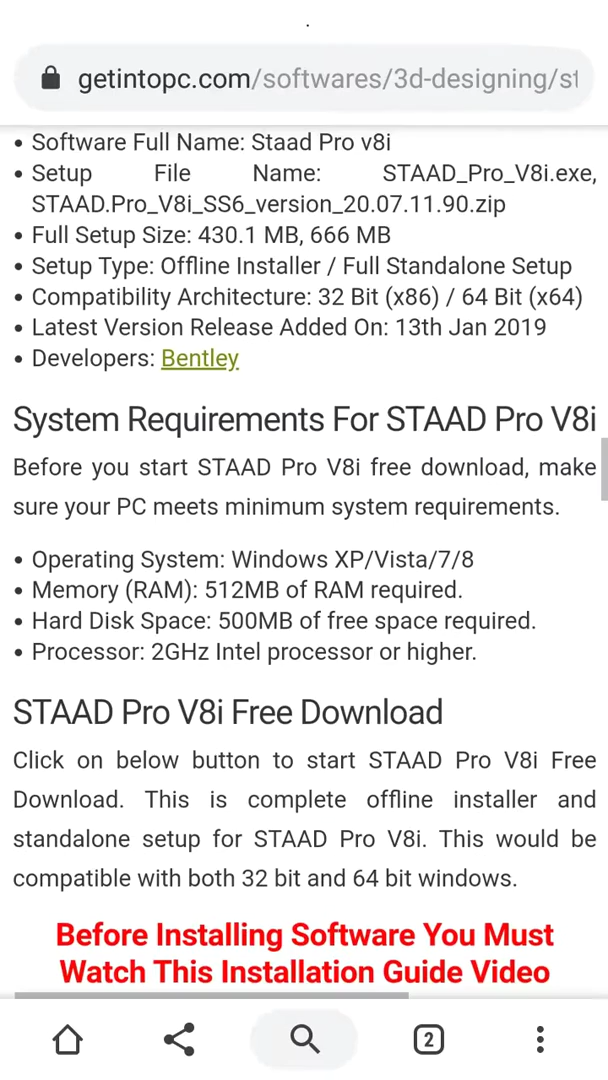 getintopc.com/softwares/3d-designing/st
• Software Full Name: Staad Pro v8i
• Setup File Name: STAAD_Pro_V8i.exe,
STAAD.Pro_V8i_SS6_version_20.07.11.90.zip
• Full Setup Size: 430.1 MB, 666 MB
• Setup Type: Offline Installer / Full Standalone Setup
• Compatibility Architecture: 32 Bit (x86) / 64 Bit (x64)
• Latest Version Release Added On: 13th Jan 2019
• Developers: Bentley
System Requirements For STAAD Pro V8i
Before you start STAAD Pro V8i free download, make
sure your PC meets minimum system requirements.
• Operating System: Windows XP/Vista/7/8
• Memory (RAM): 512MB of RAM required.
• Hard Disk Space: 500MB of free space required.
• Processor: 2GHz Intel processor or higher.
STAAD Pro V8i Free Download
Click on below button to start STAAD Pro V8i Free
Download. This is complete offline installer and
standalone setup for STAAD Pro V8i. This would be
compatible with both 32 bit and 64 bit windows.
Before Installing Software You Must
Watch This Installation Guide Video
2